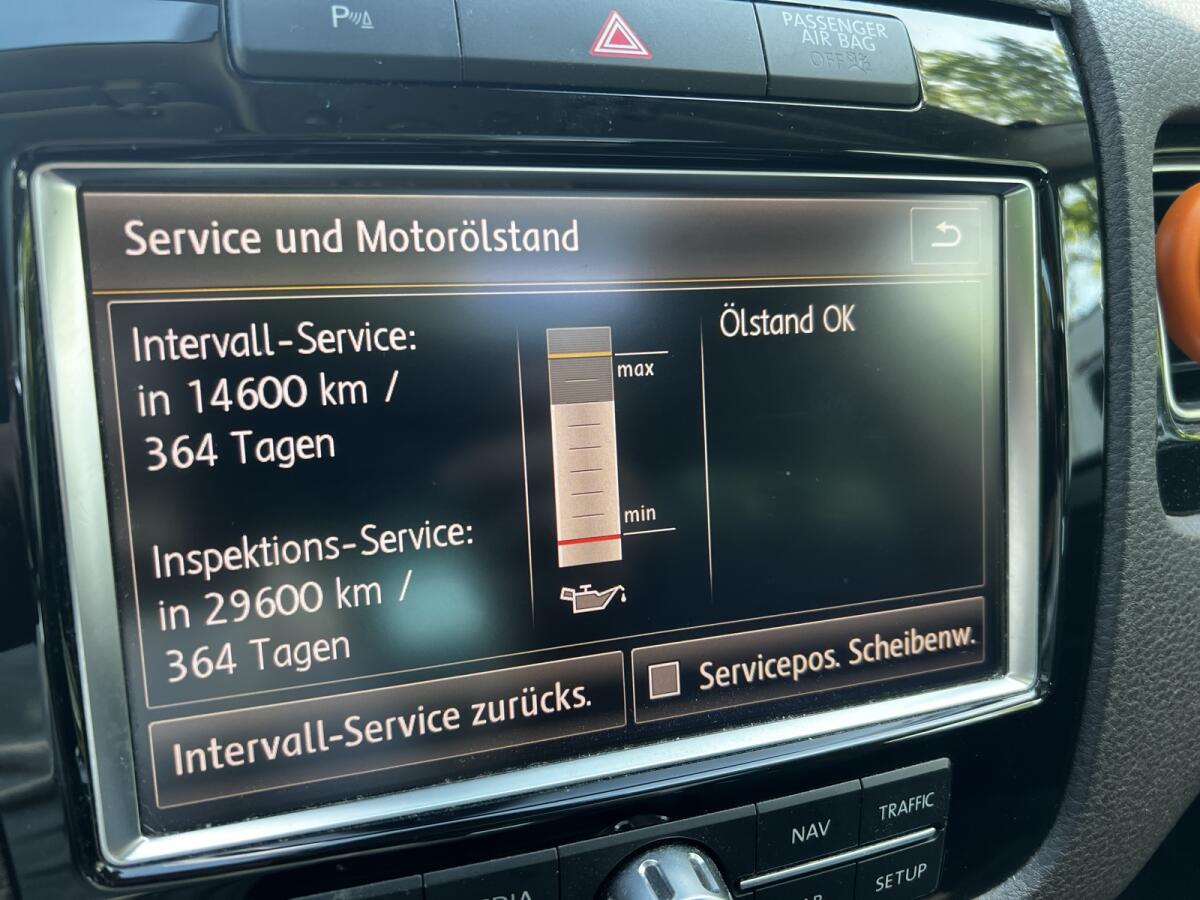 P
PASSENGER
AIR BAG
OFF
Service und Motorölstand
Intervall-Service:
in 14600 km /
364 Tagen
Inspektions-Service:
in 29600 km /
364 Tagen
max
min
Ölstand OK
Intervall-Service zurücks.
Servicepos. Scheibenw.
NAV
TRAFFIC
SETUP